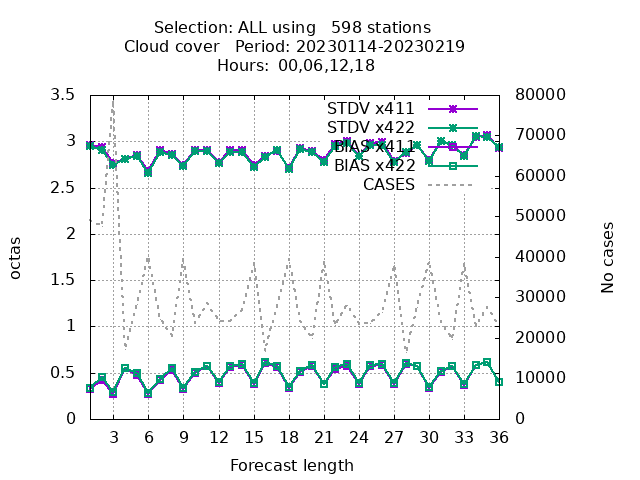 Selection: ALL using   598 stations
Cloud cover   Period: 20230114-20230219
Hours:  00,06,12,18
3.5
3
2.5
2
1.5
1
0.5
0
80000
70000
60000
50000
40000
30000
20000
10000
0
STDV x411
STDV x422
BIAS x411
BIAS x422
CASES
octas
No cases
3 6 9 12 15 18 21 24 27 30 33 36
Forecast length